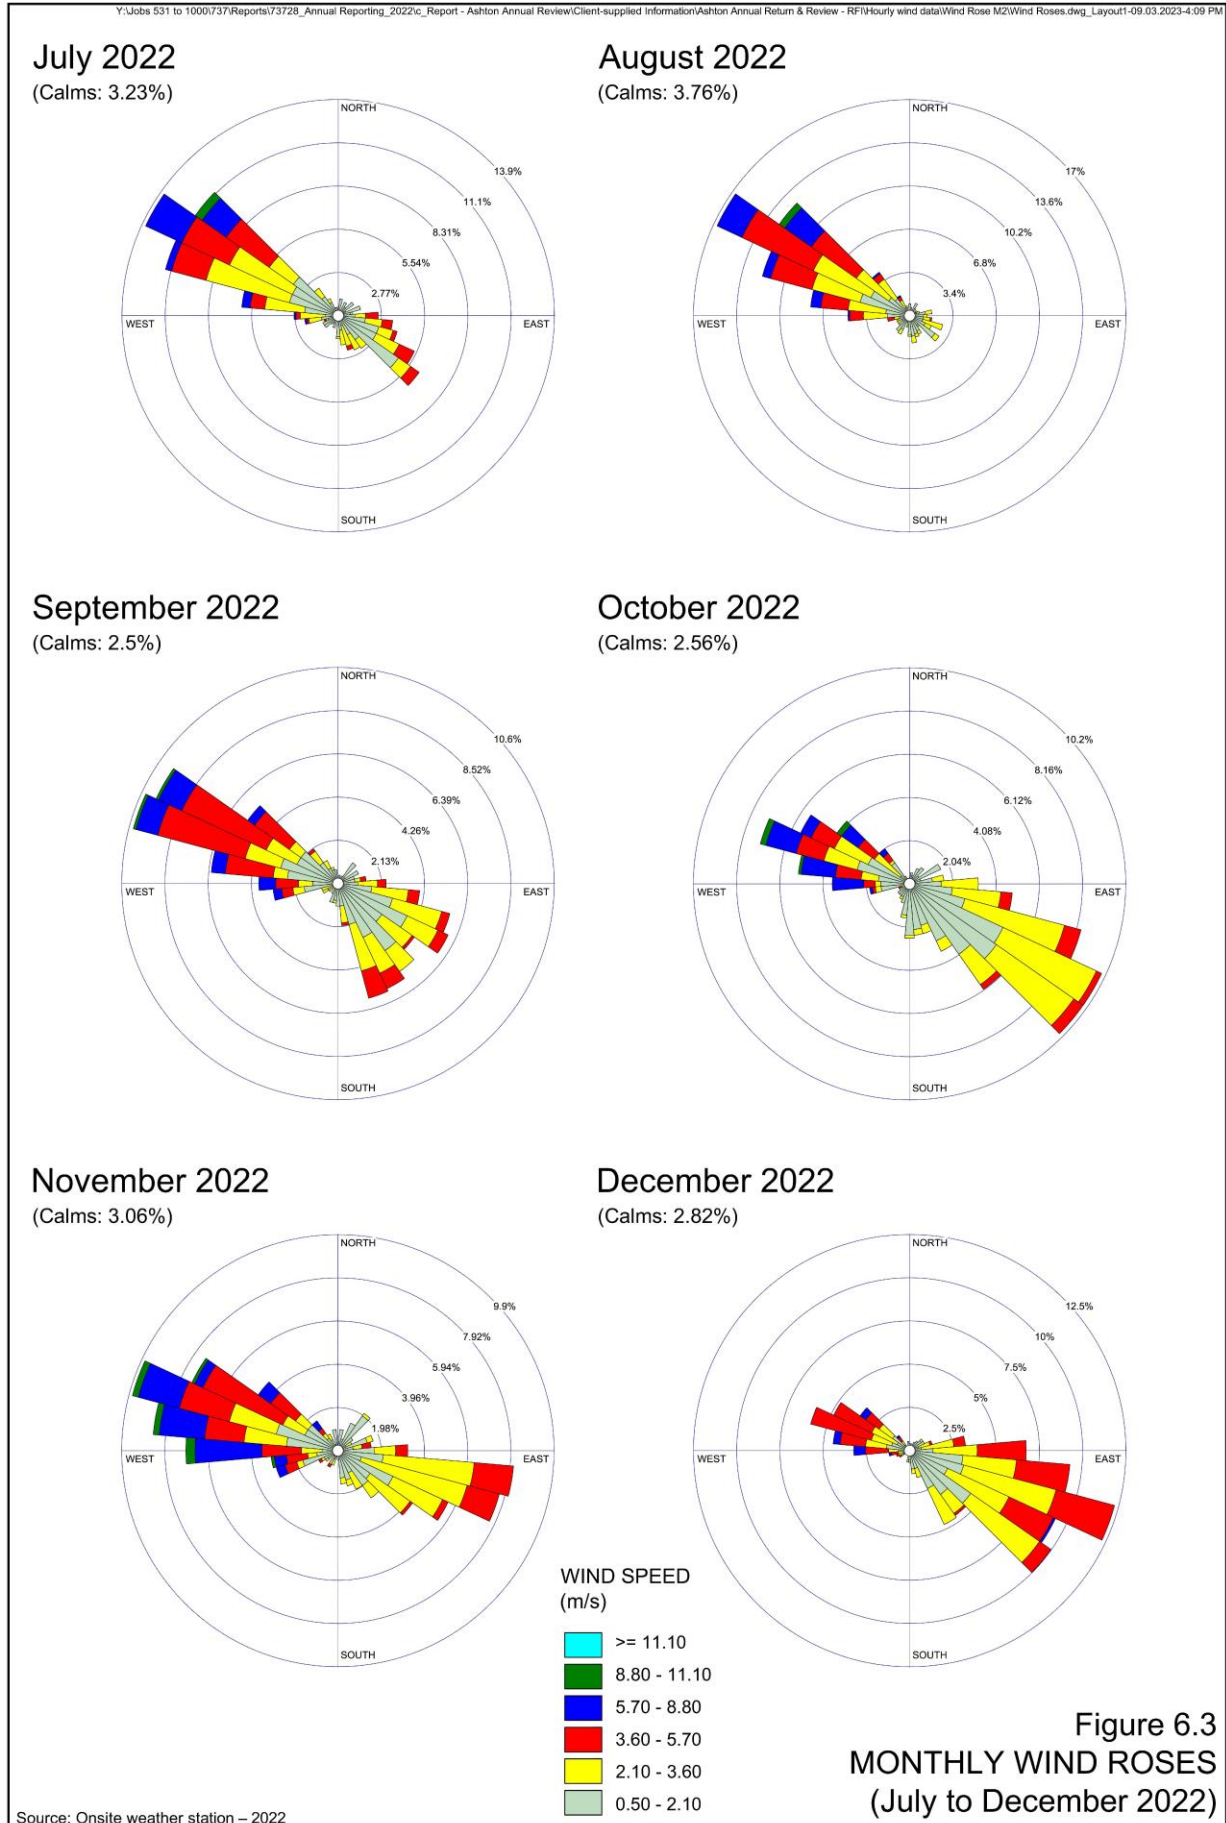 Y:\Jobs 531 to 1000\737\Reports\73728_Annual Reporting_2022\c_Report - Ashton Annual Review\Client-supplied Information\Ashton Annual Return & Review - RFI\Hourly wind data\Wind Rose M2\Wind Roses.dwg_Layout1-09.03.2023-4:09 PM
July 2022
(Calms: 3.23%)
NORTH
13.9%
11.1%
8.31%
5.54%
2.77%
WEST
EAST
SOUTH
August 2022
(Calms: 3.76%)
NORTH
17%
13.6%
10.2%
6.8%
3.4%
WEST
EAST
SOUTH
September 2022
(Calms: 2.5%)
NORTH
10.6%
8.52%
6.39%
4.26%
2.13%
WEST
EAST
SOUTH
October 2022
(Calms: 2.56%)
NORTH
10.2%
8.16%
6.12%
4.08%
2.04%
WEST
EAST
SOUTH
November 2022
(Calms: 3.06%)
NORTH
9.9%
7.92%
5.94%
3.96%
1.98%
WEST
EAST
SOUTH
December 2022
(Calms: 2.82%)
NORTH
12.5%
10%
7.5%
5%
2.5%
WEST
EAST
SOUTH
WIND SPEED
(m/s)
>= 11.10
8.80 - 11.10
5.70 - 8.80
3.60 - 5.70
2.10 - 3.60
0.50 - 2.10
Figure 6.3
MONTHLY WIND ROSES
(July to December 2022)
Source: Onsite weather station – 2022